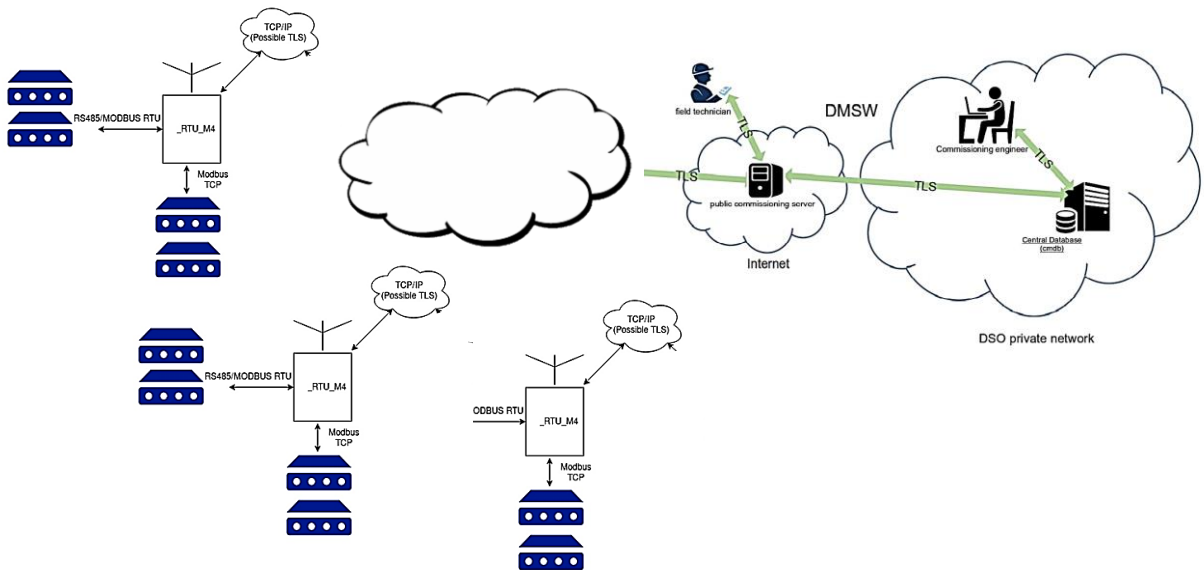 TCP/IP
(Possible TLS)
RS485/MODBUS RTU
_RTU_M4
Modbus
TCP
field technician
TLS
DMSW
Commissioning engineer
TLS
TLS
TLS
public commissioning server
Central Database
(cmdb)
Internet
DSO private network
TCP/IP
(Possible TLS)
RS485/MODBUS RTU
_RTU_M4
Modbus
TCP
TCP/IP
(Possible TLS)
ODBUS RTU
_RTU_M4
Modbus
TCP